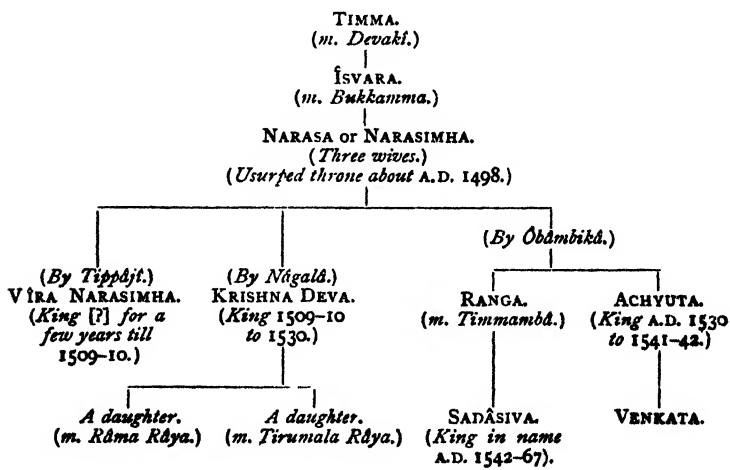 TIMMA.
(m. Devakî.)
ÎSVARA.
(m. Bukkamma.)
NARASA or NARASIMHA.
(Three wives.)
(Usurped throne about A.D. 1498.)
(By Tippâjî.)
VÎRA NARASIMHA.
(King [?] for a
few years till
1509–10.)
(By Nâgalâ.)
KRISHNA DEVA.
(King 1509–10
to 1530.)
(By Ôbâmbikâ.)
RANGA.
(m. Timmambâ.)
ACHYUTA.
(King A.D. 1530
to 1541–42.)
A daughter.
(m. Râma Râya.)
A daughter.
(m. Tirumala Râya.)
SADÂSIVA.
(King in name
A.D. 1542–67).
VENKATA.